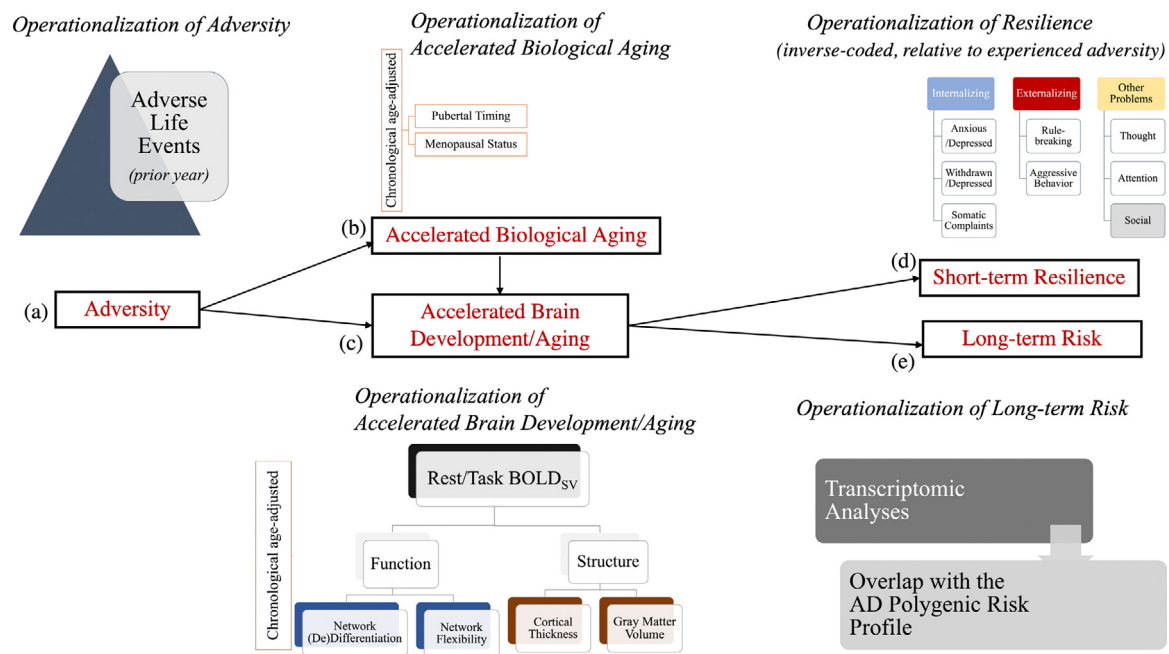 Operationalization of Adversity
Adverse
Life
Events
(prior year)
Operationalization of
Accelerated Biological Aging
Chronological age-adjusted
Pubertal Timing
Menopausal Status
Operationalization of Resilience
(inverse-coded, relative to experienced adversity)
Internalizing
Anxious
/Depressed
Withdrawn
/Depressed
Somatic
Complaints
Externalizing
Rule-
breaking
Aggressive
Behavior
Other
Problems
Thought
Attention
Social
(a)
Adversity
(b)
Accelerated Biological Aging
(c)
Accelerated Brain
Development/Aging
(d)
Short-term Resilience
(e)
Long-term Risk
Operationalization of
Accelerated Brain Development/Aging
Chronological age-adjusted
Rest/Task BOLDSV
Function
Structure
Network
(De)Differentiation
Network
Flexibility
Cortical
Thickness
Gray Matter
Volume
Operationalization of Long-term Risk
Transcriptomic
Analyses
Overlap with the
AD Polygenic Risk
Profile